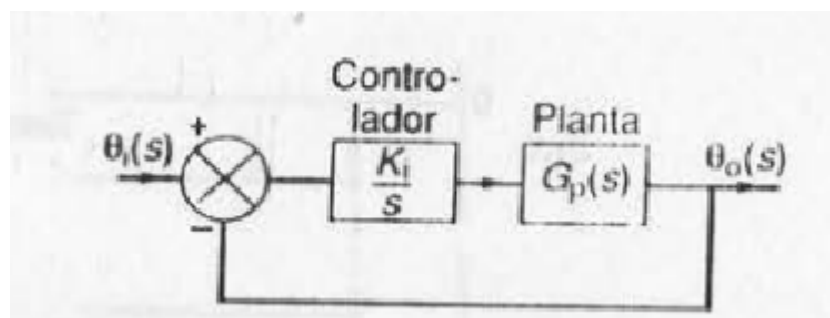 Contro-
lador
Planta
θi(s)
+
Ki
s
Gp(s)
θo(s)
−